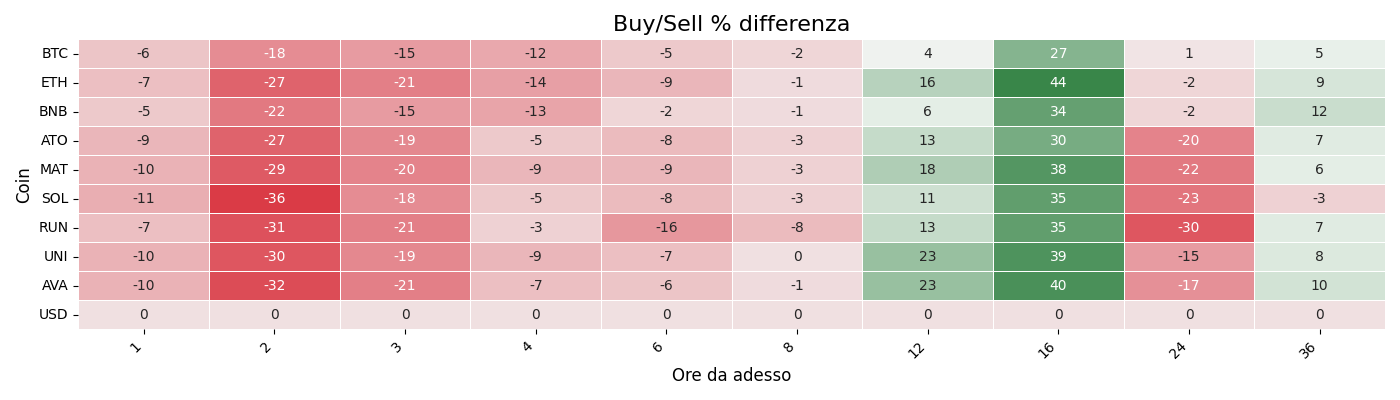 Buy/Sell % differenza
Coin
BTC -6 -18 -15 -12 -5 -2 4 27 1 5
ETH -7 -27 -21 -14 -9 -1 16 44 -2 9
BNB -5 -22 -15 -13 -2 -1 6 34 -2 12
ATO -9 -27 -19 -5 -8 -3 13 30 -20 7
MAT -10 -29 -20 -9 -9 -3 18 38 -22 6
SOL -11 -36 -18 -5 -8 -3 11 35 -23 -3
RUN -7 -31 -21 -3 -16 -8 13 35 -30 7
UNI -10 -30 -19 -9 -7 0 23 39 -15 8
AVA -10 -32 -21 -7 -6 -1 23 40 -17 10
USD 0 0 0 0 0 0 0 0 0 0
1 2 3 4 6 8 12 16 24 36
Ore da adesso